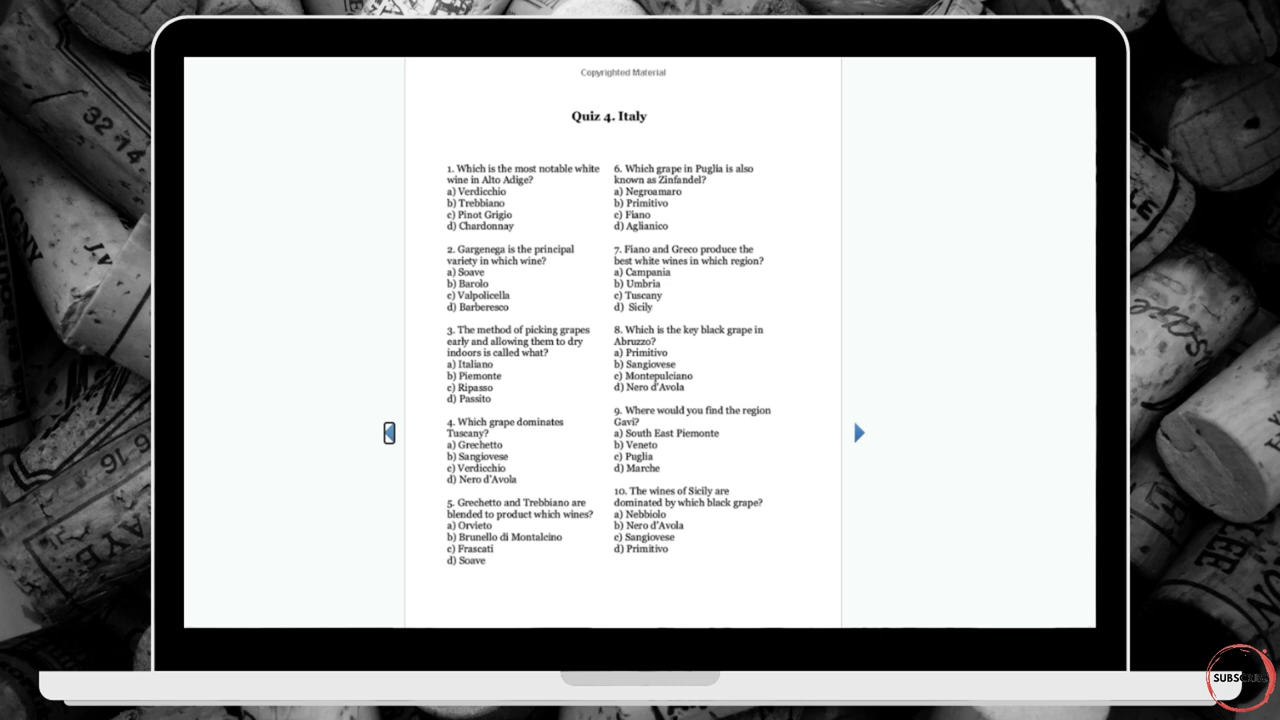 Copyrighted Material
Quiz 4. Italy
1. Which is the most notable white
wine in Alto Adige?
a) Verdicchio
b) Trebbiano
c) Pinot Grigio
d) Chardonnay
2. Gargenega is the principal
variety in which wine?
a) Soave
b) Barolo
c) Valpolicella
d) Barberesco
3. The method of picking grapes
early and allowing them to dry
indoors is called what?
a) Italiano
b) Piemonte
c) Ripasso
d) Passito
4. Which grape dominates
Tuscany?
a) Grechetto
b) Sangiovese
c) Verdicchio
d) Nero d'Avola
5. Grechetto and Trebbiano are
blended to product which wines?
a) Orvieto
b) Brunello di Montalcino
c) Frascati
d) Soave
6. Which grape in Puglia is also
known as Zinfandel?
a) Negroamaro
b) Primitivo
c) Fiano
d) Aglianico
7. Fiano and Greco produce the
best white wines in which region?
a) Campania
b) Umbria
c) Tuscany
d) Sicily
8. Which is the key black grape in
Abruzzo?
a) Primitivo
b) Sangiovese
c) Montepulciano
d) Nero d'Avola
9. Where would you find the region
Gavi?
a) South East Piemonte
b) Veneto
c) Puglia
d) Marche
10. The wines of Sicily are
dominated by which black grape?
a) Nebbiolo
b) Nero d'Avola
c) Sangiovese
d) Primitivo
32-14
16
SUBSCRIBE